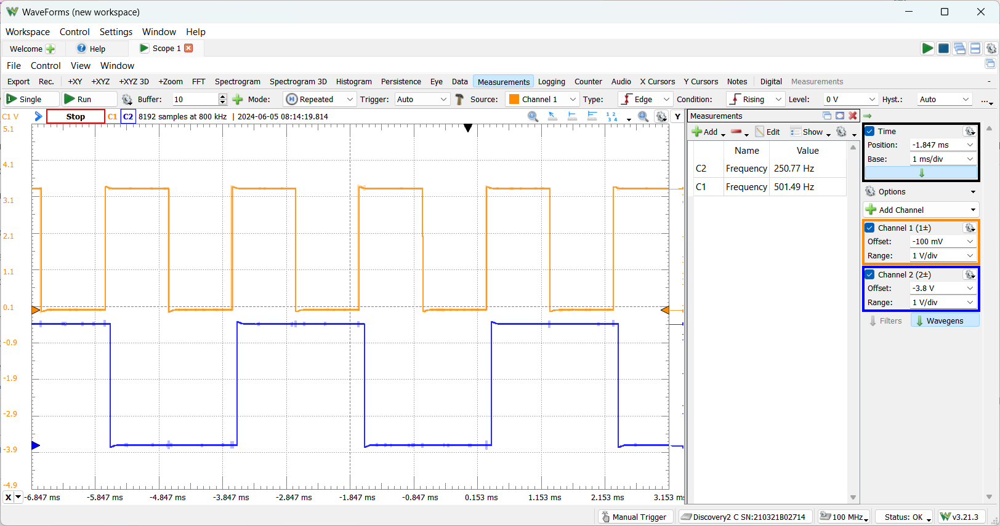 WaveForms (new workspace)
Workspace Control Settings Window Help
Welcome Help Scope 1
File Control View Window
Export Rec. +XY +XYZ +XYZ 3D +Zoom FFT Spectrogram Spectrogram 3D Histogram Persistence Eye Data Measurements Logging Counter Audio X Cursors Y Cursors Notes Digital Measurements
Single Run Buffer: 10 Mode: Repeated Trigger: Auto Source: Channel 1 Type: Edge Condition: Rising Level: 0 V Hyst.: Auto ...
C1 V Stop C1 C2 8192 samples at 800 kHz | 2024-06-05 08:14:19.814 Y
5.1
4.1
3.1
2.1
1.1
0.1
-0.9
-1.9
-2.9
-3.9
-4.9
X -6.847 ms -5.847 ms -4.847 ms -3.847 ms -2.847 ms -1.847 ms -0.847 ms 0.153 ms 1.153 ms 2.153 ms 3.153 ms
Measurements
Add Edit Show
Name Value
C2 Frequency 250.77 Hz
C1 Frequency 501.49 Hz
Time
Position: -1.847 ms
Base: 1 ms/div
Options
Add Channel
Channel 1 (1±)
Offset: -100 mV
Range: 1 V/div
Channel 2 (2±)
Offset: -3.8 V
Range: 1 V/div
Filters Wavegens
Manual Trigger Discovery2 C SN:210321B02714 100 MHz Status: OK v3.21.3